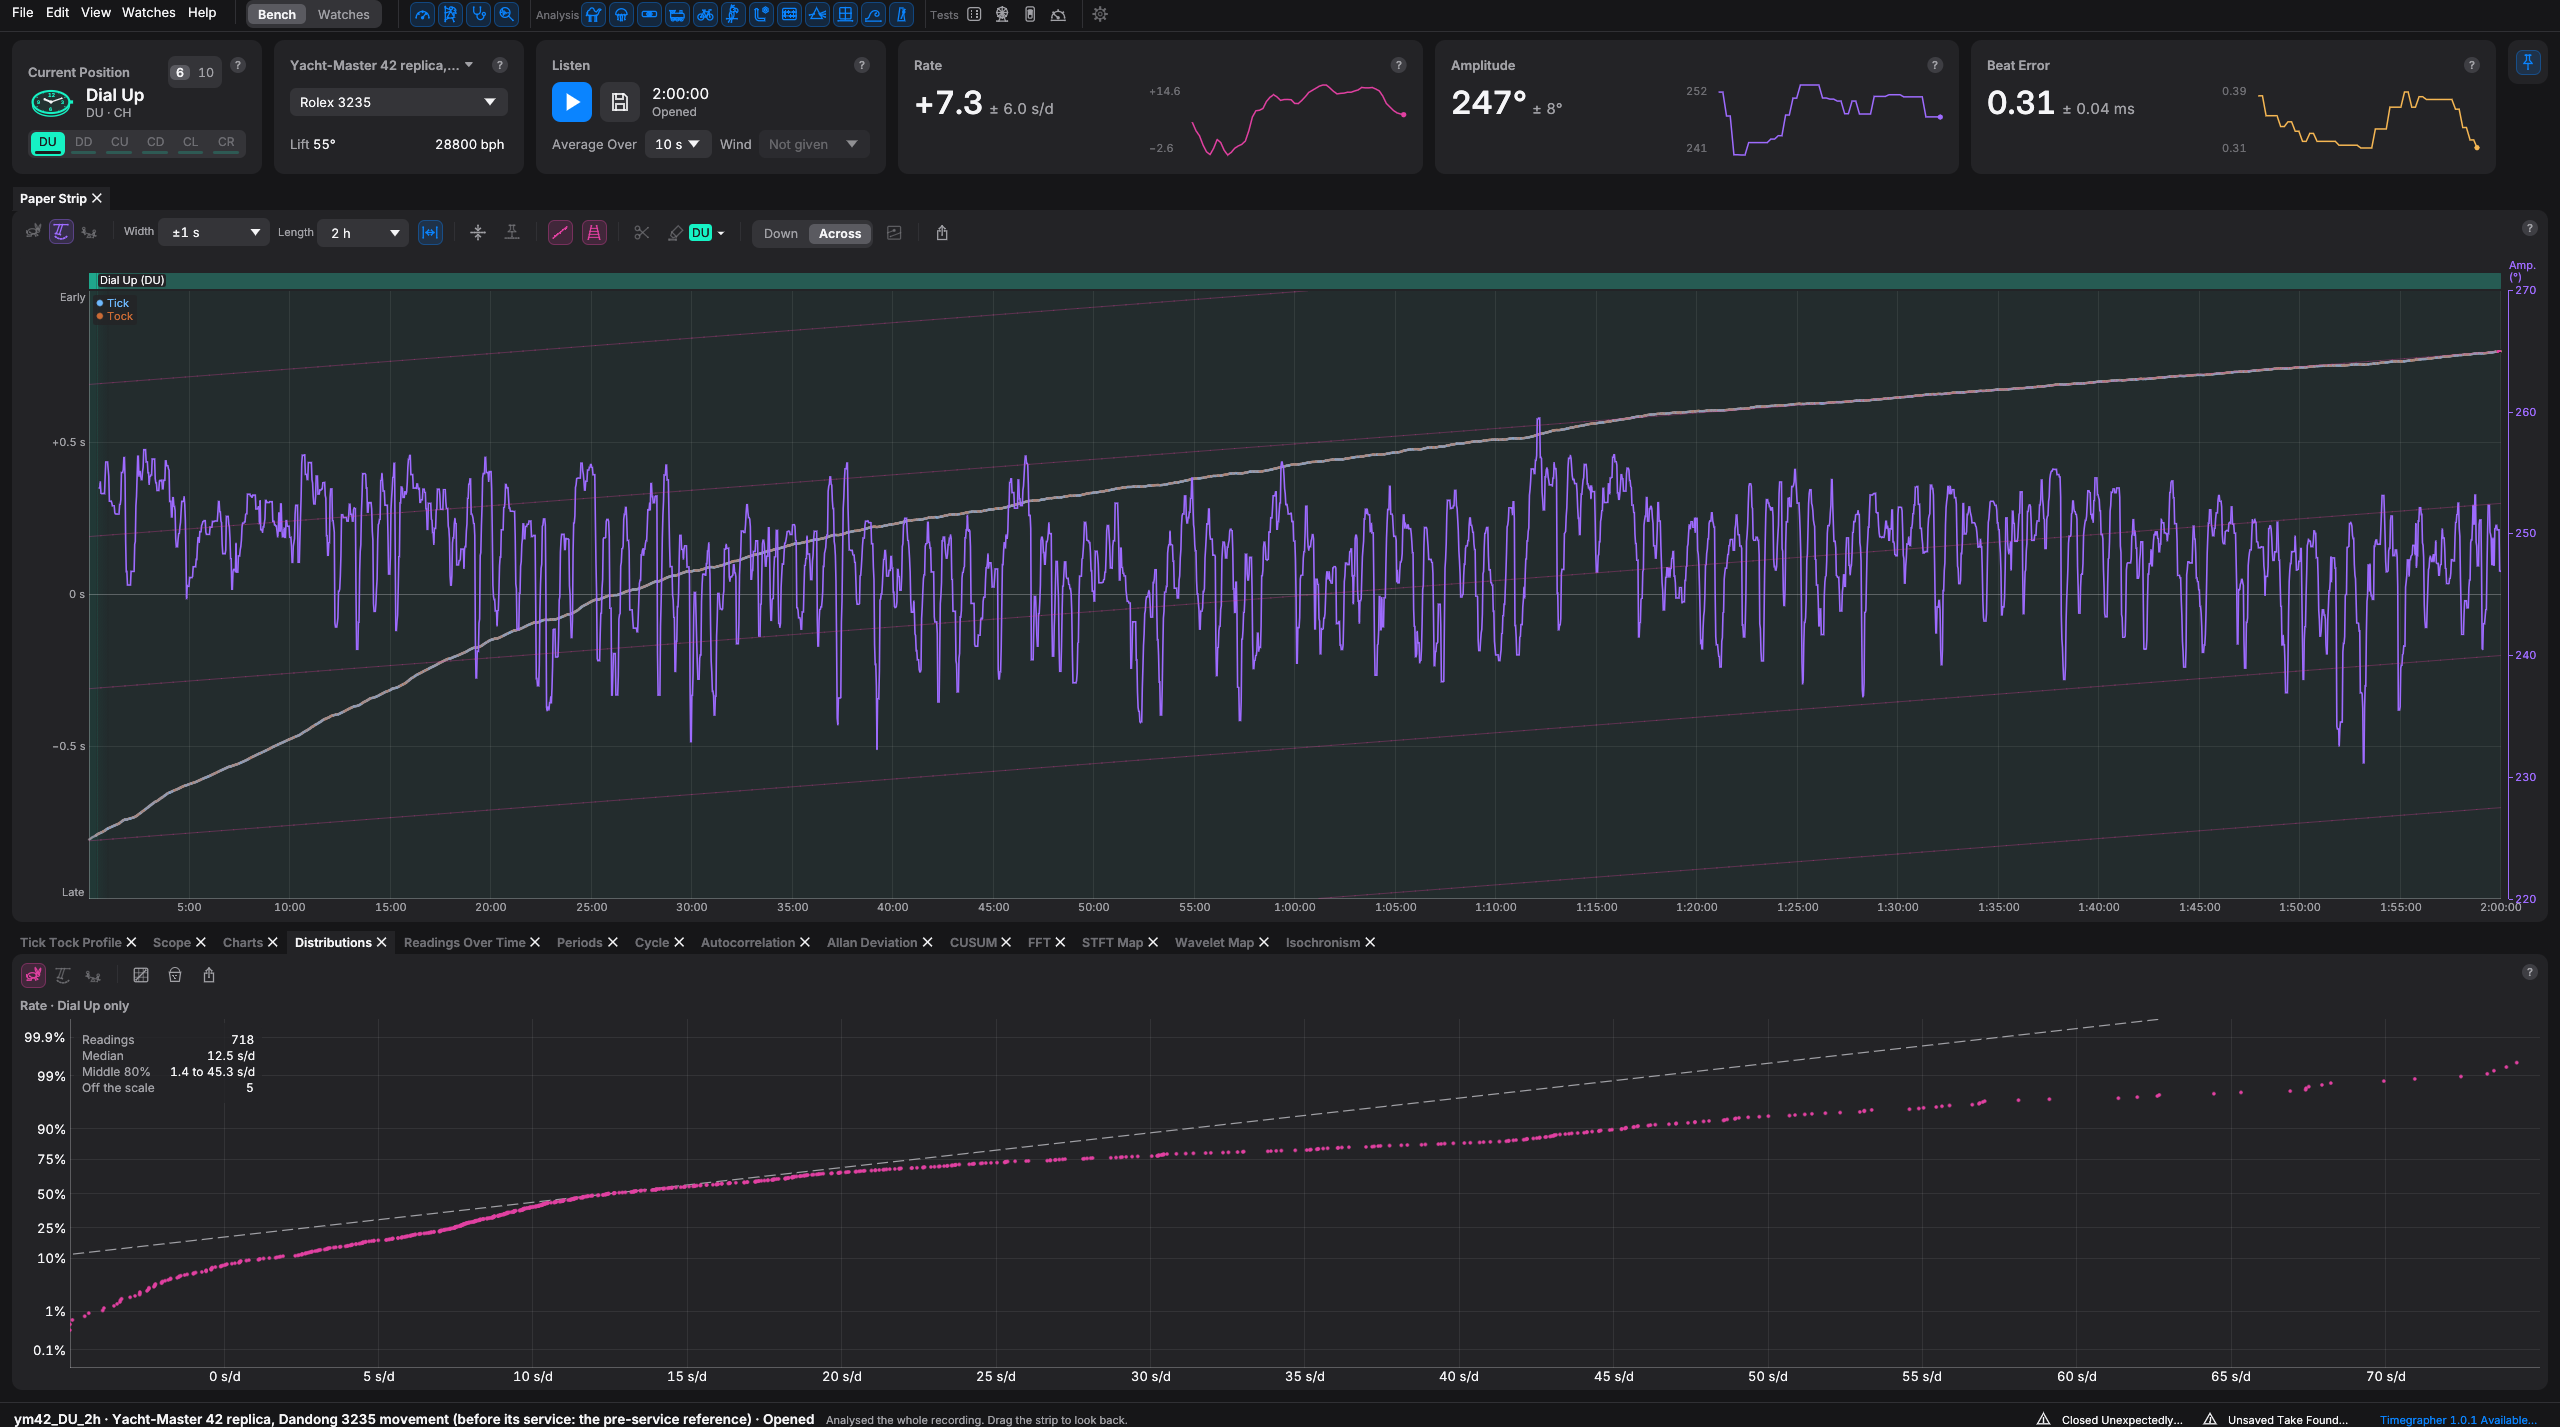 File Edit View Watches Help Bench Watches Analysis Tests
Current Position 6 10 ?
Dial Up
DU · CH
DU DD CU CD CL CR
Yacht-Master 42 replica,... ?
Rolex 3235
Lift 55° 28800 bph
Listen ?
2:00:00
Opened
Average Over 10 s Wind Not given
Rate ?
+7.3 ± 6.0 s/d
+14.6
−2.6
Amplitude ?
247° ± 8°
252
241
Beat Error ?
0.31 ± 0.04 ms
0.39
0.31
Paper Strip
Width ±1 s Length 2 h DU Down Across ?
Dial Up (DU)
Amp. (°)
Early
Tick
Tock
+0.5 s
0 s
−0.5 s
Late
270
260
250
240
230
220
5:00 10:00 15:00 20:00 25:00 30:00 35:00 40:00 45:00 50:00 55:00 1:00:00 1:05:00 1:10:00 1:15:00 1:20:00 1:25:00 1:30:00 1:35:00 1:40:00 1:45:00 1:50:00 1:55:00 2:00:00
Tick Tock Profile Scope Charts Distributions Readings Over Time Periods Cycle Autocorrelation Allan Deviation CUSUM FFT STFT Map Wavelet Map Isochronism
?
Rate · Dial Up only
Readings 718
Median 12.5 s/d
Middle 80% 1.4 to 45.3 s/d
Off the scale 5
99.9%
99%
90%
75%
50%
25%
10%
1%
0.1%
0 s/d 5 s/d 10 s/d 15 s/d 20 s/d 25 s/d 30 s/d 35 s/d 40 s/d 45 s/d 50 s/d 55 s/d 60 s/d 65 s/d 70 s/d
ym42_DU_2h · Yacht-Master 42 replica, Dandong 3235 movement (before its service: the pre-service reference) · Opened Analysed the whole recording. Drag the strip to look back. Closed Unexpectedly... Unsaved Take Found... Timegrapher 1.0.1 Available...